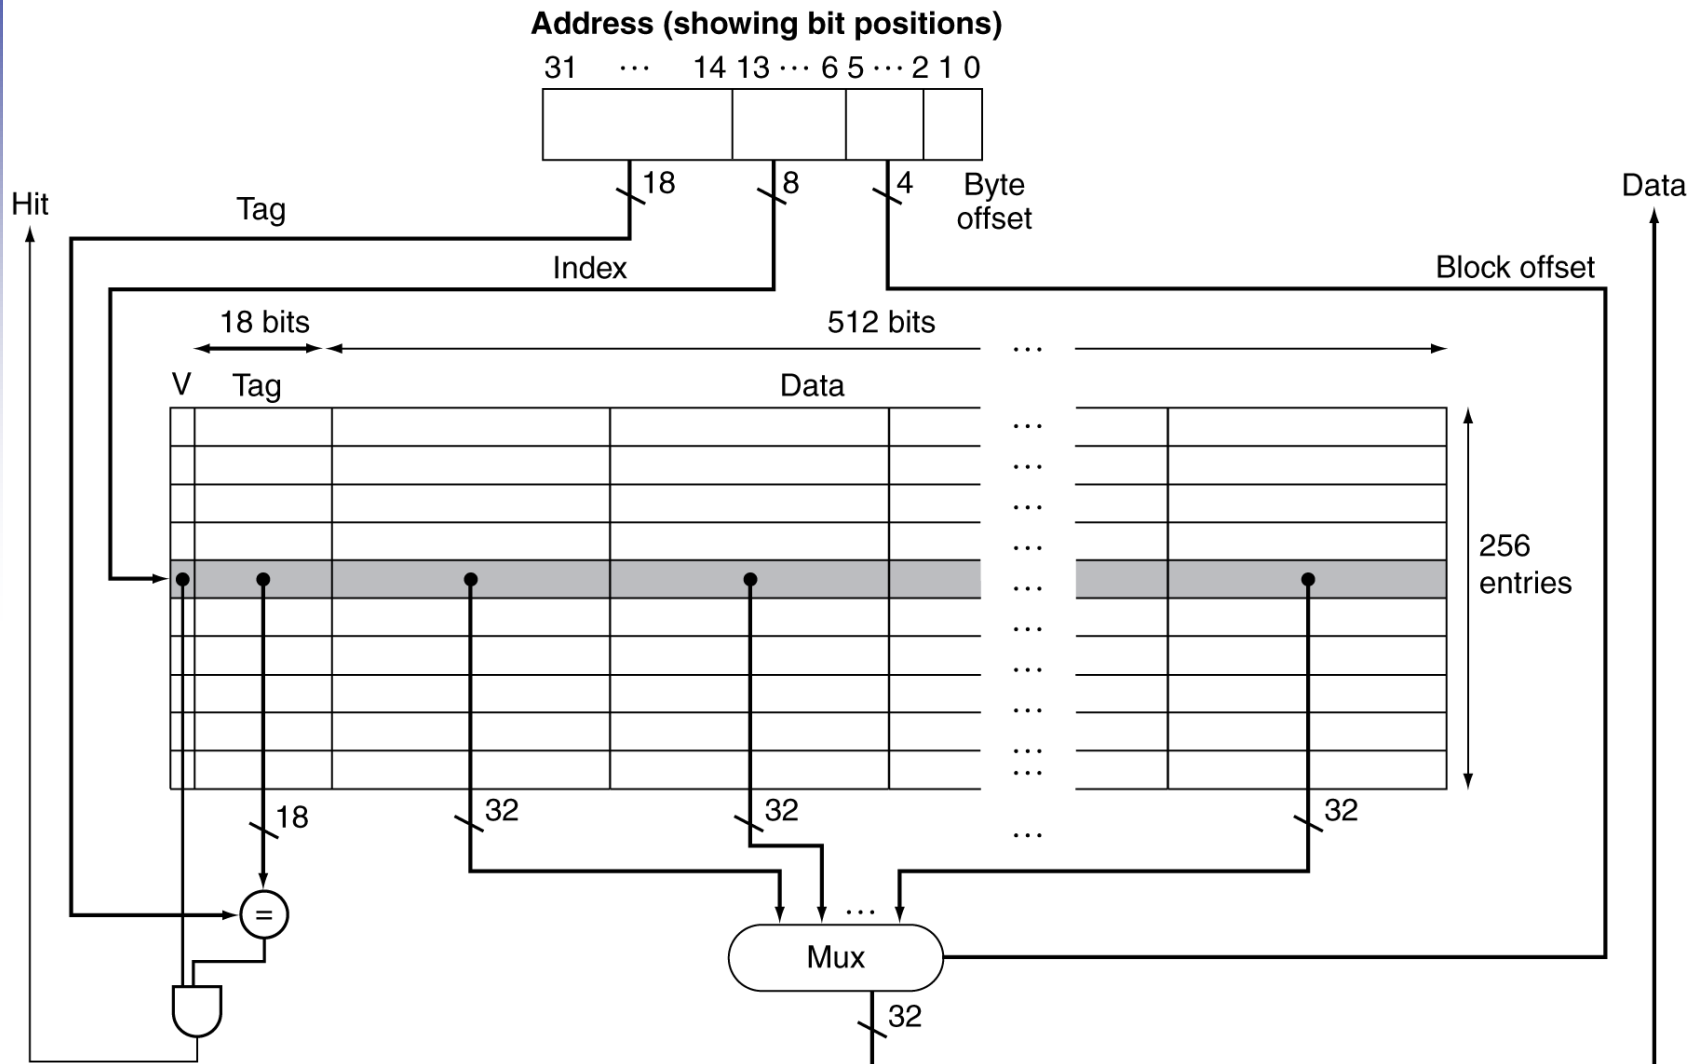 Address (showing bit positions)
31 ··· 14 13 ··· 6 5 ··· 2 1 0
18 8 4 Byte offset
Hit
Tag
Data
Index
Block offset
18 bits
512 bits
···
V Tag Data
···
···
···
···
···
···
···
···
···
···
256
entries
18
32
32
···
32
=
···
Mux
32